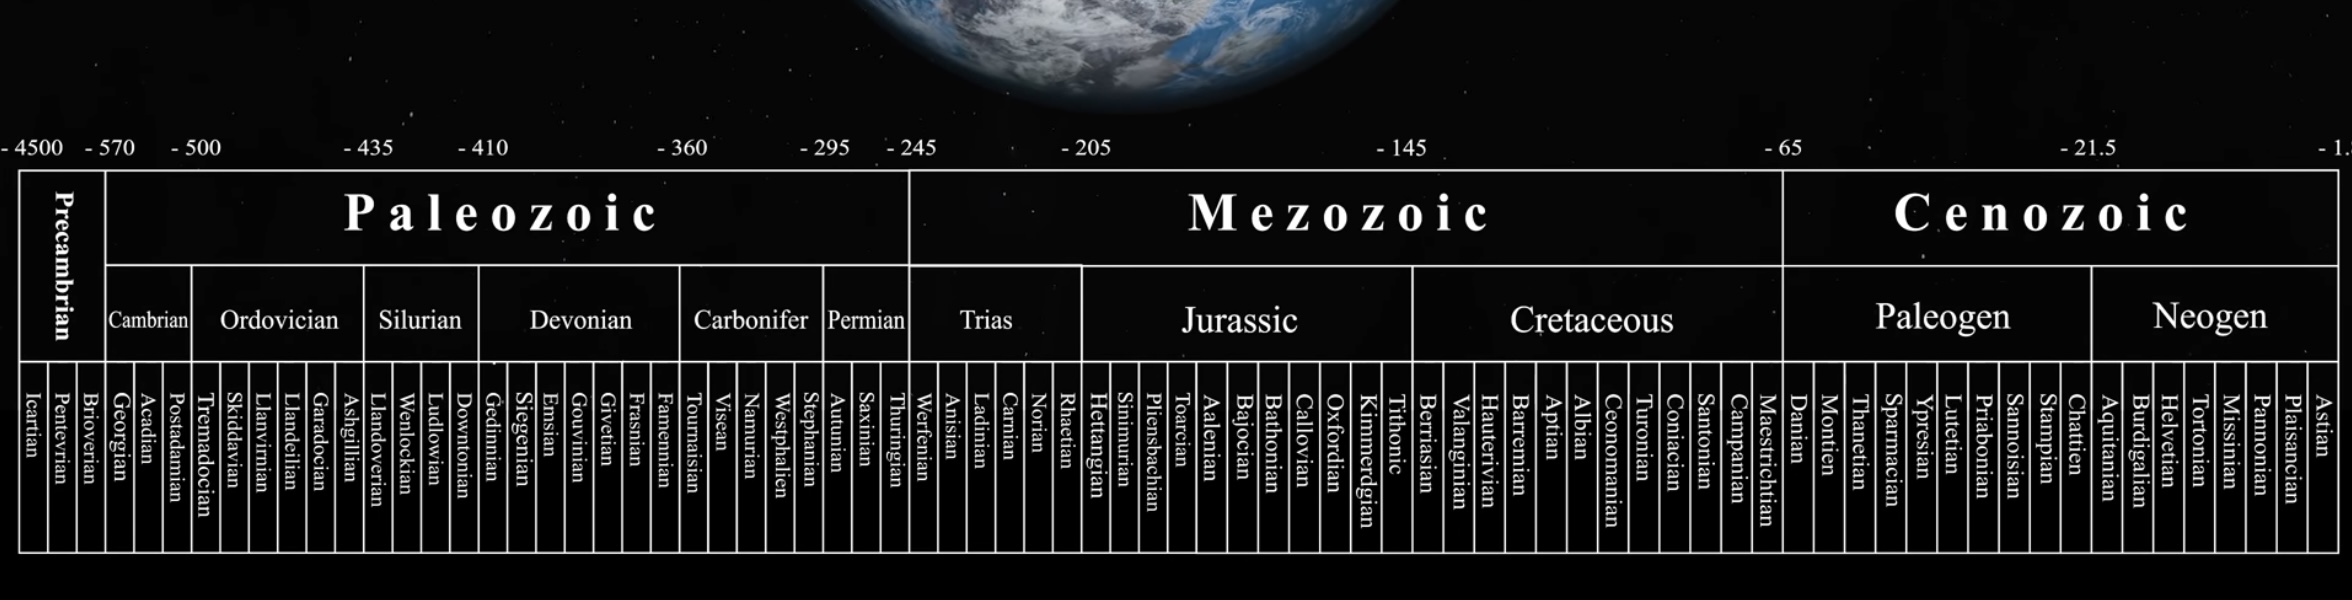 - 4500 - 570 - 500 - 435 - 410 - 360 - 295 - 245 - 205 - 145 - 65 - 21.5 - 1.
Precambrian
Paleozoic Mezozoic Cenozoic
Cambrian Ordovician Silurian Devonian Carbonifer Permian Trias Jurassic Cretaceous Paleogen Neogen
Icartian
Pentevrian
Brioverian
Georgian
Acadian
Postadamian
Tremadocian
Skiddavian
Llanvirnian
Llandeilian
Garadocian
Ashgillian
Llandoverian
Wenlockian
Ludlowian
Downtonian
Gedinnian
Siegenian
Emsian
Gouvinian
Givetian
Frasnian
Famennian
Tournaisian
Visean
Namurian
Westphalien
Stephanian
Autunian
Saxinian
Thuringian
Werfenian
Anisian
Ladinian
Carnian
Norian
Rhaetian
Hettangian
Sinimurian
Pliensbachian
Toarcian
Aalenian
Bajocian
Bathonian
Callovian
Oxfordian
Kimmerdgian
Tithonic
Berriasian
Valanginian
Hauterivian
Barremian
Aptian
Albian
Ceonomanian
Turonian
Coniacian
Santonian
Campanian
Maestrichtian
Danian
Montien
Thanetian
Sparnacian
Ypresian
Lutetian
Priabonian
Sannoisian
Stampian
Chattien
Aquitanian
Burdigalian
Helvetian
Tortonian
Missinian
Pannonian
Plaisancian
Astian